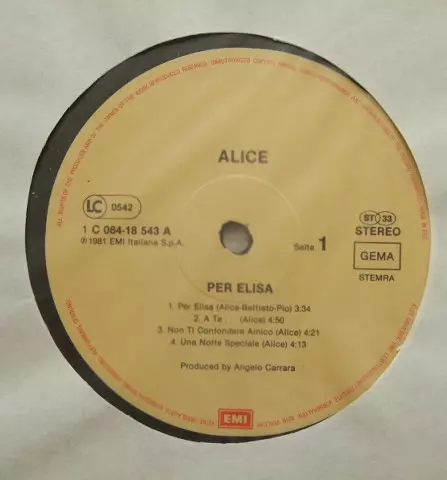 ALICE
LC 0542
1 C 064-18 543 A
℗ 1981 EMI Italiana S.p.A.
Seite 1
ST 33
STEREO
GEMA
STEMRA
PER ELISA
1. Per Elisa (Alice-Battiato-Pio) 3:34
2. A Te... (Alice) 4:50
3. Non Ti Confondere Amico (Alice) 4:21
4. Una Notte Speciale (Alice) 4:13
Produced by Angelo Carrara
EMI